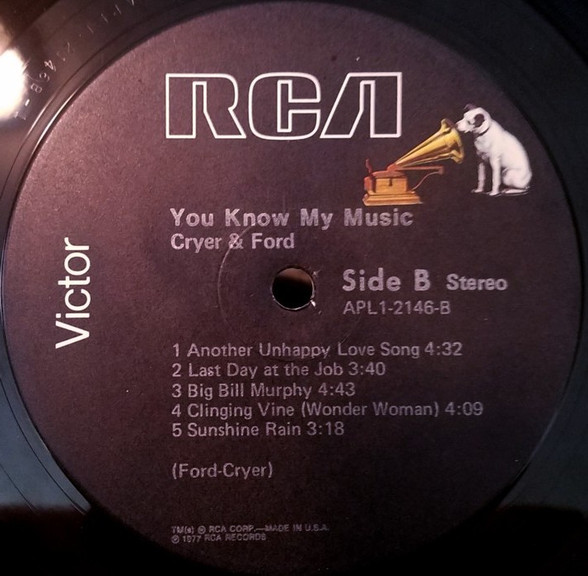 RCA
You Know My Music
Cryer & Ford
Victor
Side B Stereo
APL1-2146-B
1 Another Unhappy Love Song 4:32
2 Last Day at the Job 3:40
3 Big Bill Murphy 4:43
4 Clinging Vine (Wonder Woman) 4:09
5 Sunshine Rain 3:18
(Ford-Cryer)
TM(s) ® RCA CORP.—MADE IN U.S.A.
℗ 1977 RCA RECORDS